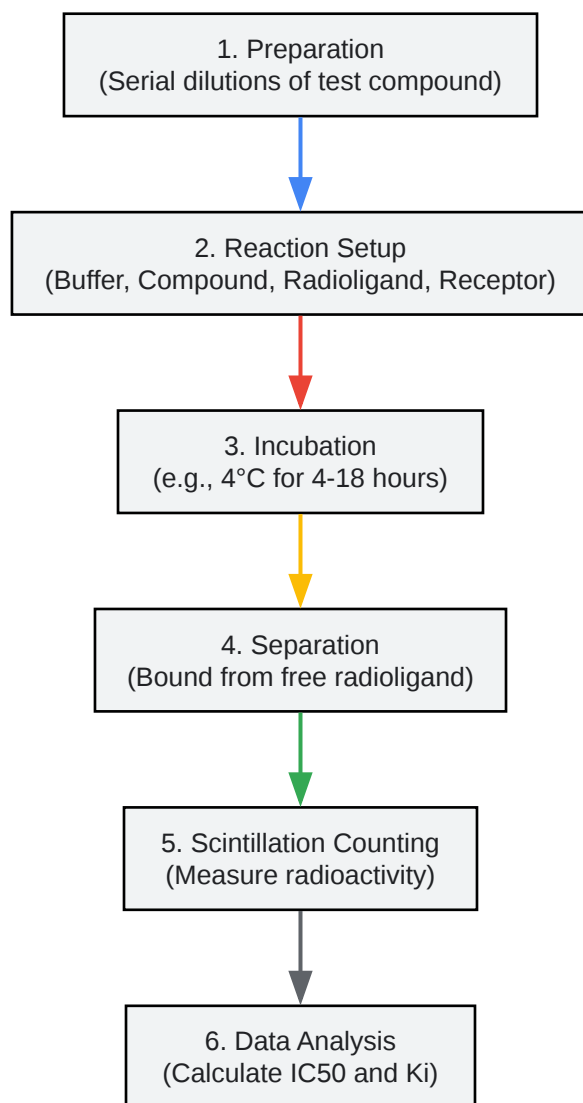 1. Preparation
(Serial dilutions of test compound)
2. Reaction Setup
(Buffer, Compound, Radioligand, Receptor)
3. Incubation
(e.g., 4°C for 4-18 hours)
4. Separation
(Bound from free radioligand)
5. Scintillation Counting
(Measure radioactivity)
6. Data Analysis
(Calculate IC50 and Ki)